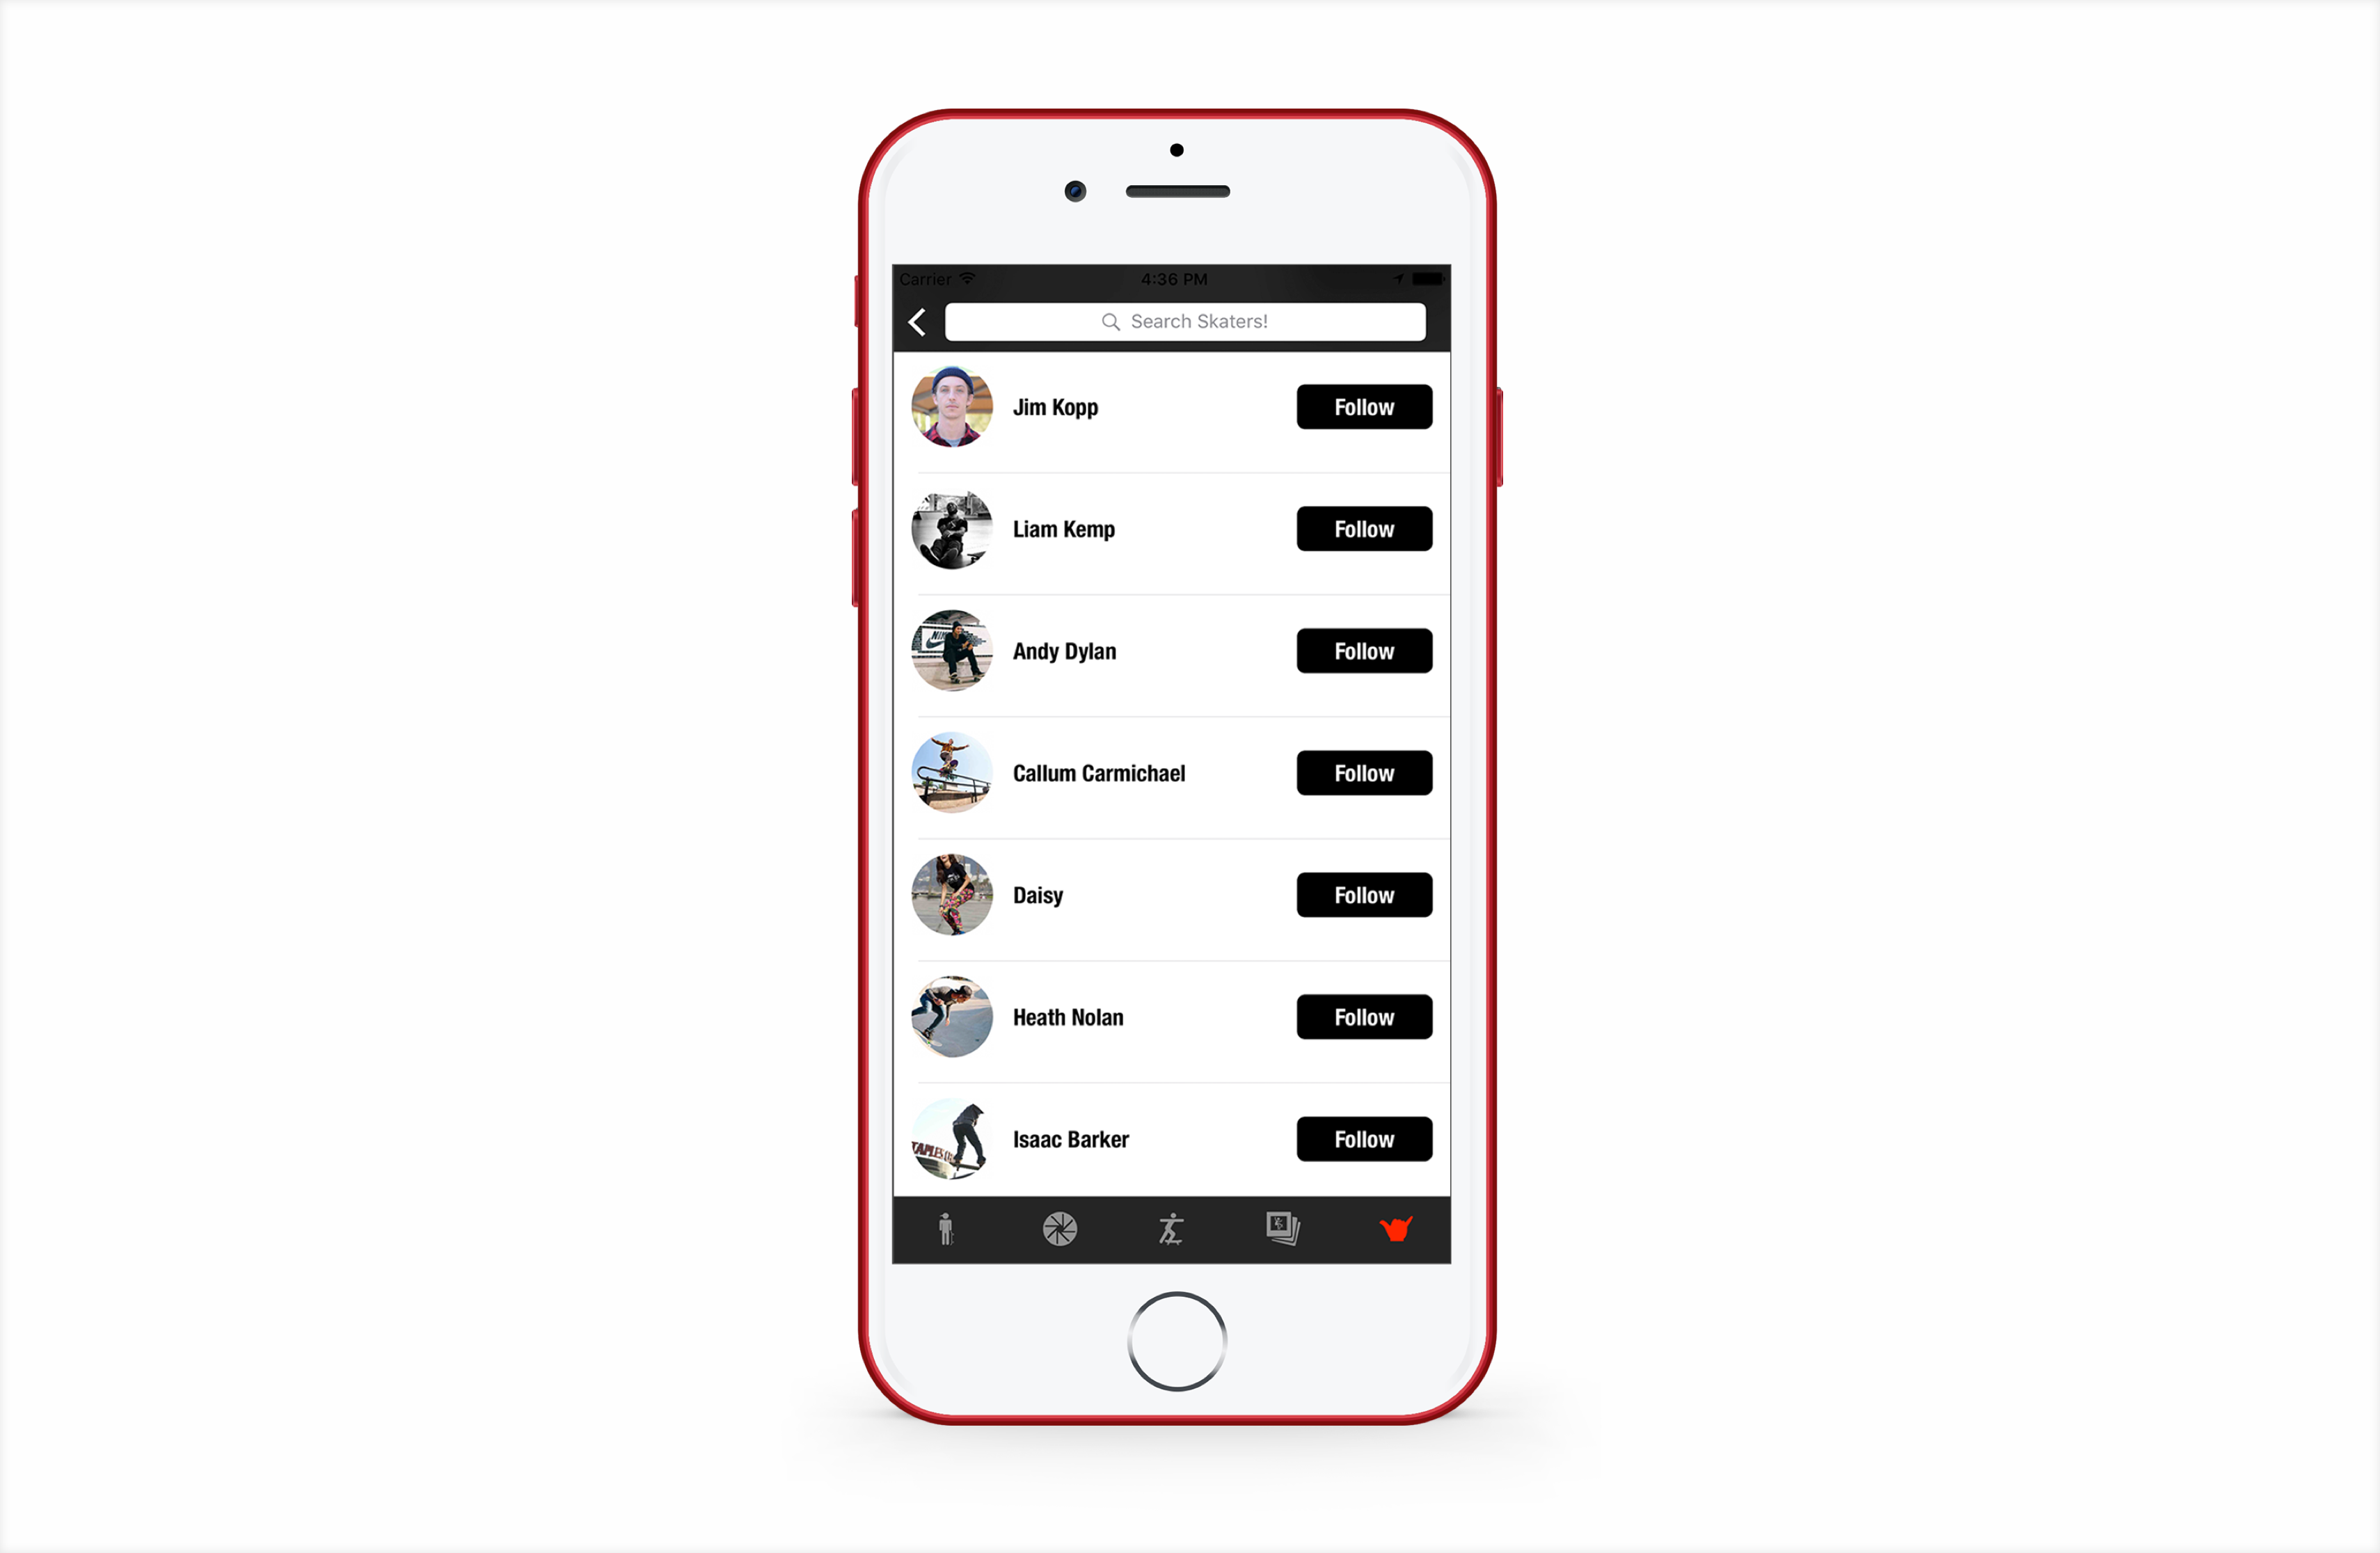 Carrier 4:36 PM
Search Skaters!
Jim Kopp Follow
Liam Kemp Follow
Andy Dylan Follow
Callum Carmichael Follow
Daisy Follow
Heath Nolan Follow
Isaac Barker Follow